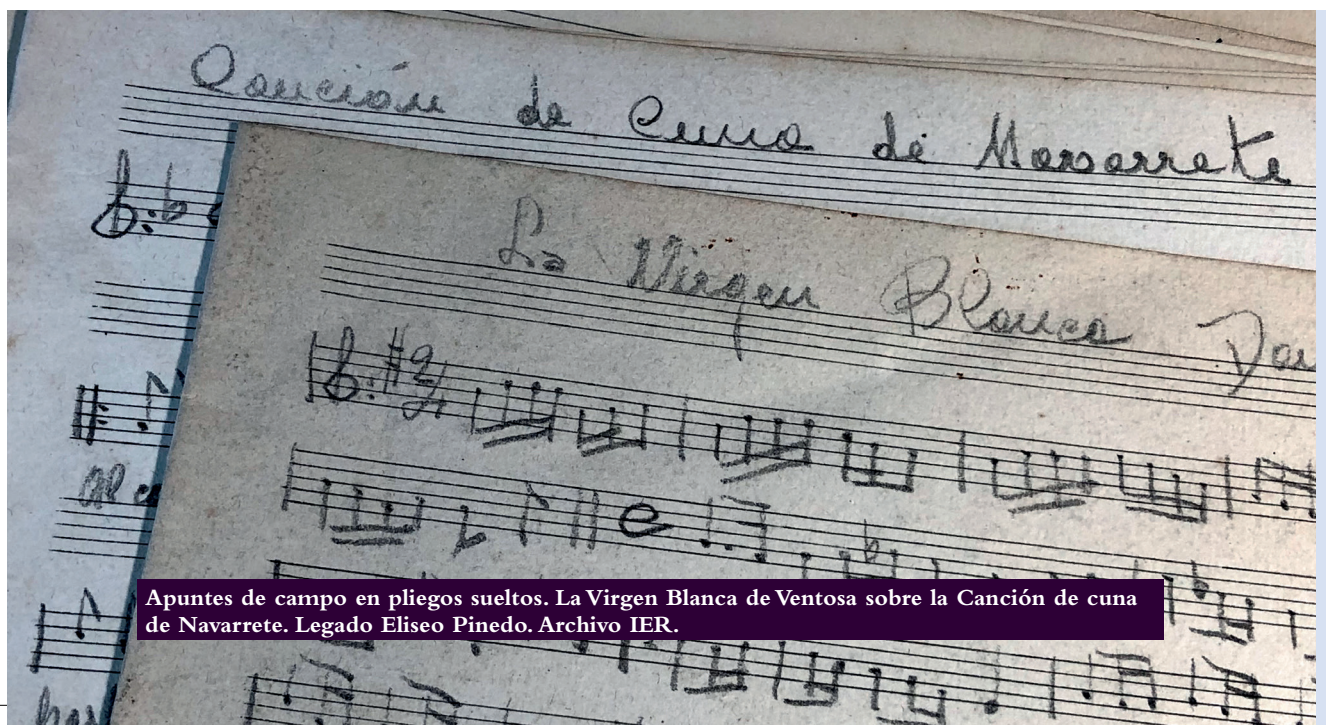 Canción de Cuna de Navarrete
La Virgen Blanca
Apuntes de campo en pliegos sueltos. La Virgen Blanca de Ventosa sobre la Canción de cuna
de Navarrete. Legado Eliseo Pinedo. Archivo IER.